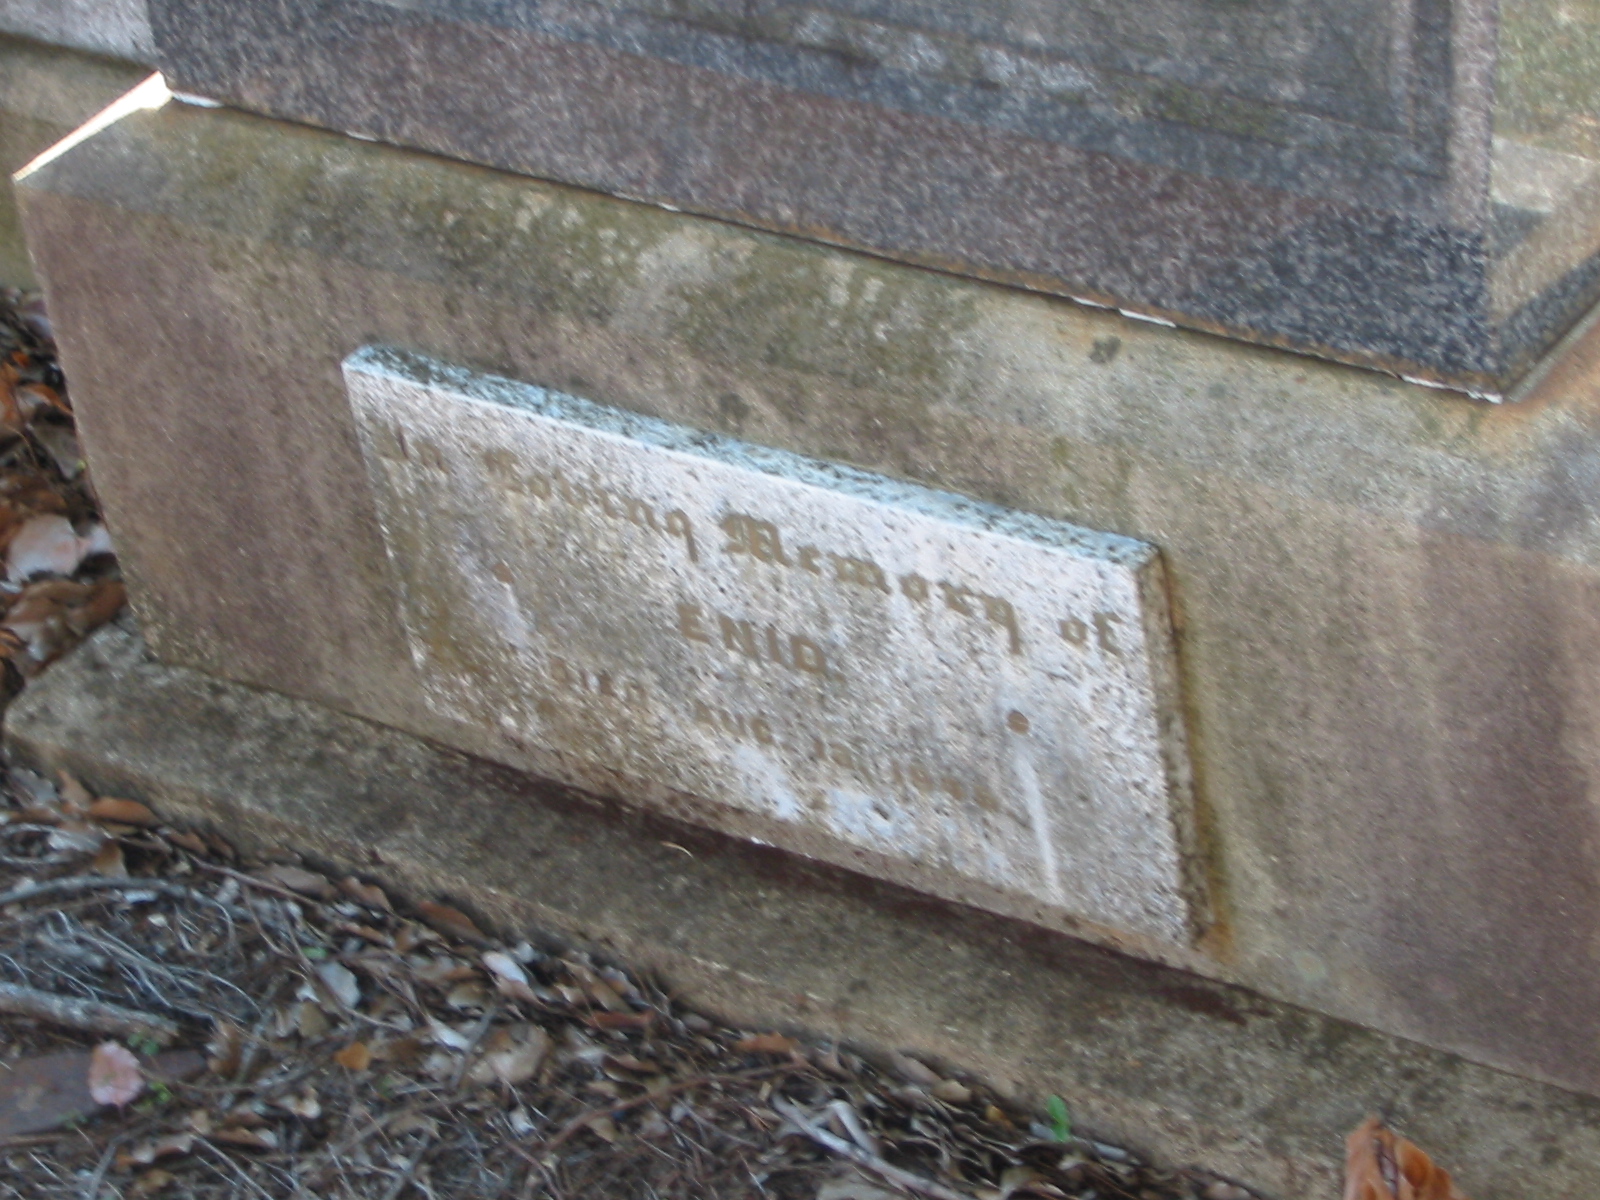 In Loving Memory of
ENID.
DIED AUG.